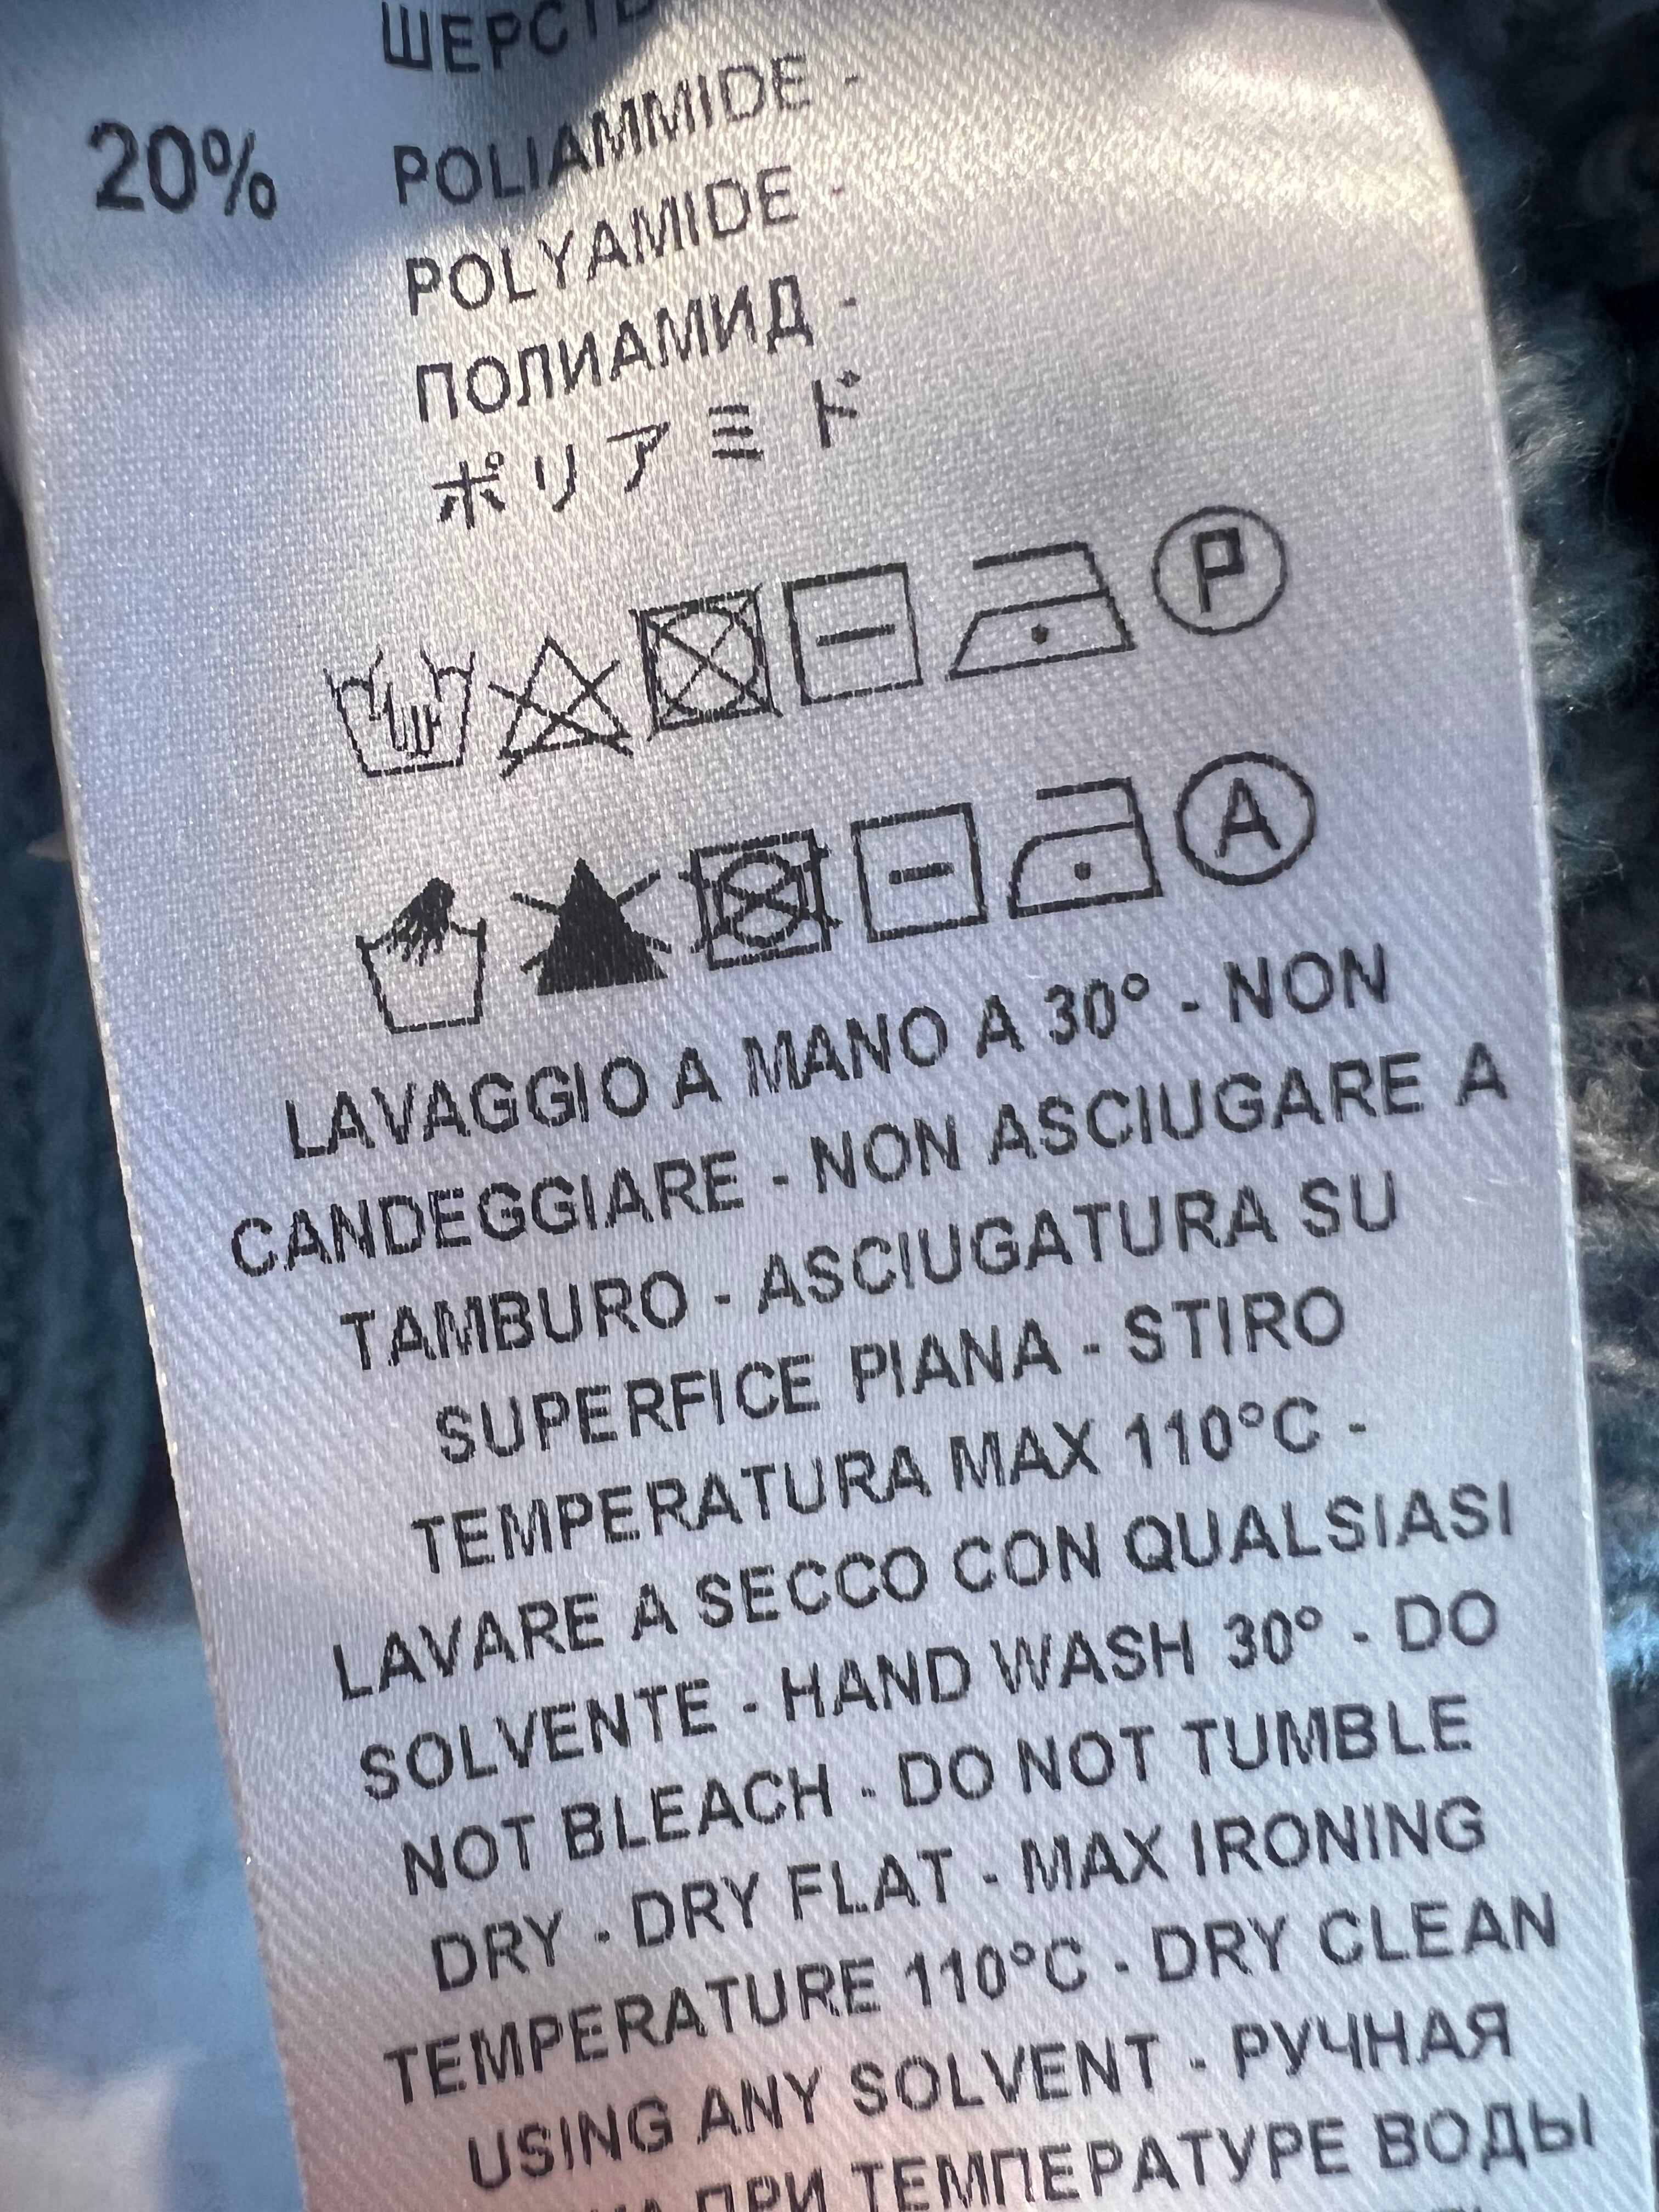 ШЕРСТЬ
20% POLIAMMIDE -
POLYAMIDE -
ПОЛИАМИД -
ポリアミド
P
A
LAVAGGIO A MANO A 30° - NON
CANDEGGIARE - NON ASCIUGARE A
TAMBURO - ASCIUGATURA SU
SUPERFICE PIANA - STIRO
TEMPERATURA MAX 110°C -
LAVARE A SECCO CON QUALSIASI
SOLVENTE - HAND WASH 30° - DO
NOT BLEACH - DO NOT TUMBLE
DRY - DRY FLAT - MAX IRONING
TEMPERATURE 110°C - DRY CLEAN
USING ANY SOLVENT - РУЧНАЯ
ПРИ ТЕМПЕРАТУРЕ ВОДЫ